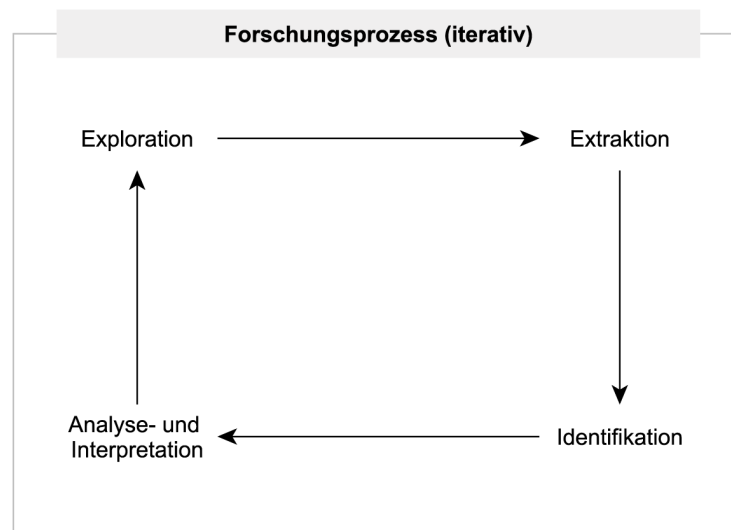 Forschungsprozess (iterativ)
Exploration
Extraktion
Analyse- und
Interpretation
Identifikation